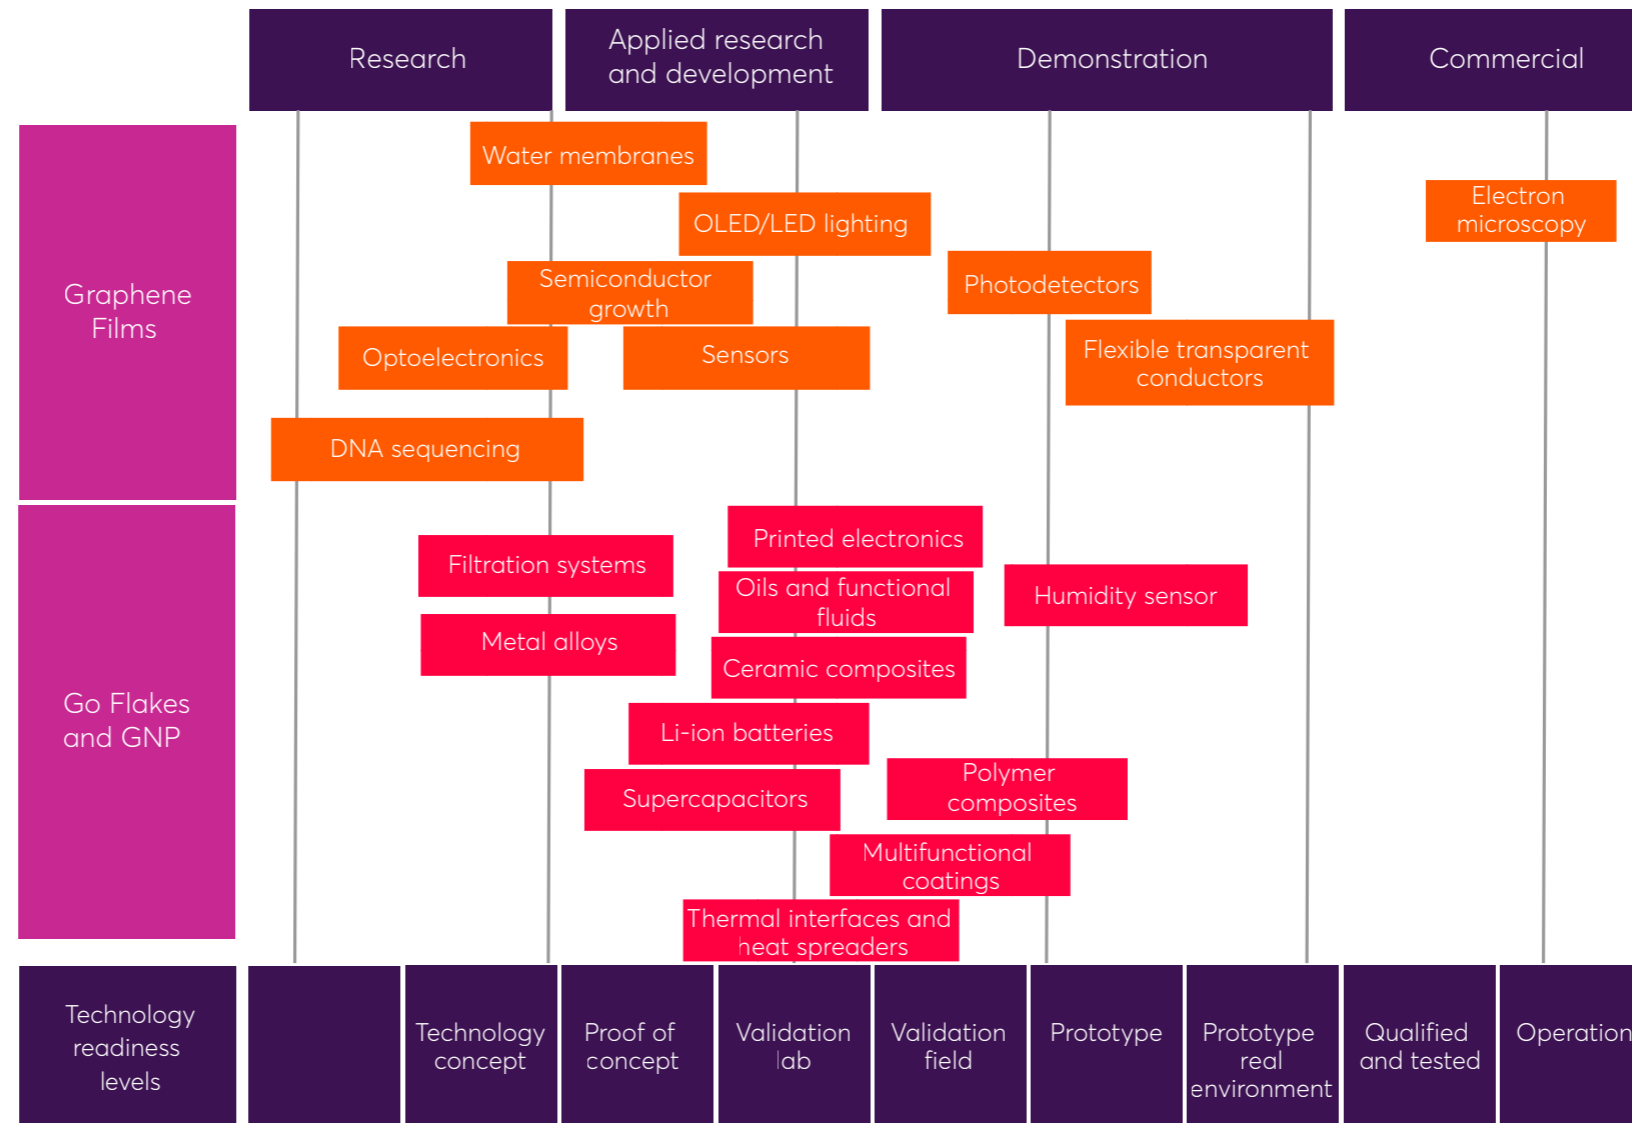 Research
Applied research
and development
Demonstration
Commercial
Graphene
Films
Water membranes
OLED/LED lighting
Electron
microscopy
Semiconductor
growth
Photodetectors
Optoelectronics
Sensors
Flexible transparent
conductors
DNA sequencing
Go Flakes
and GNP
Printed electronics
Filtration systems
Oils and functional
fluids
Humidity sensor
Metal alloys
Ceramic composites
Li-ion batteries
Polymer
composites
Supercapacitors
Multifunctional
coatings
Thermal interfaces and
heat spreaders
Technology
readiness
levels
Technology
concept
Proof of
concept
Validation
lab
Validation
field
Prototype
Prototype
real
environment
Qualified
and tested
Operation